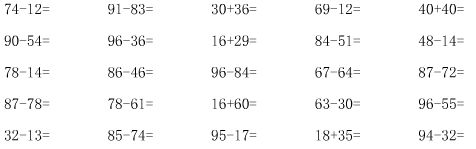 74-12= 91-83= 30+36= 69-12= 40+40=
90-54= 96-36= 16+29= 84-51= 48-14=
78-14= 86-46= 96-84= 67-64= 87-72=
87-78= 78-61= 16+60= 63-30= 96-55=
32-13= 85-74= 95-17= 18+35= 94-32=